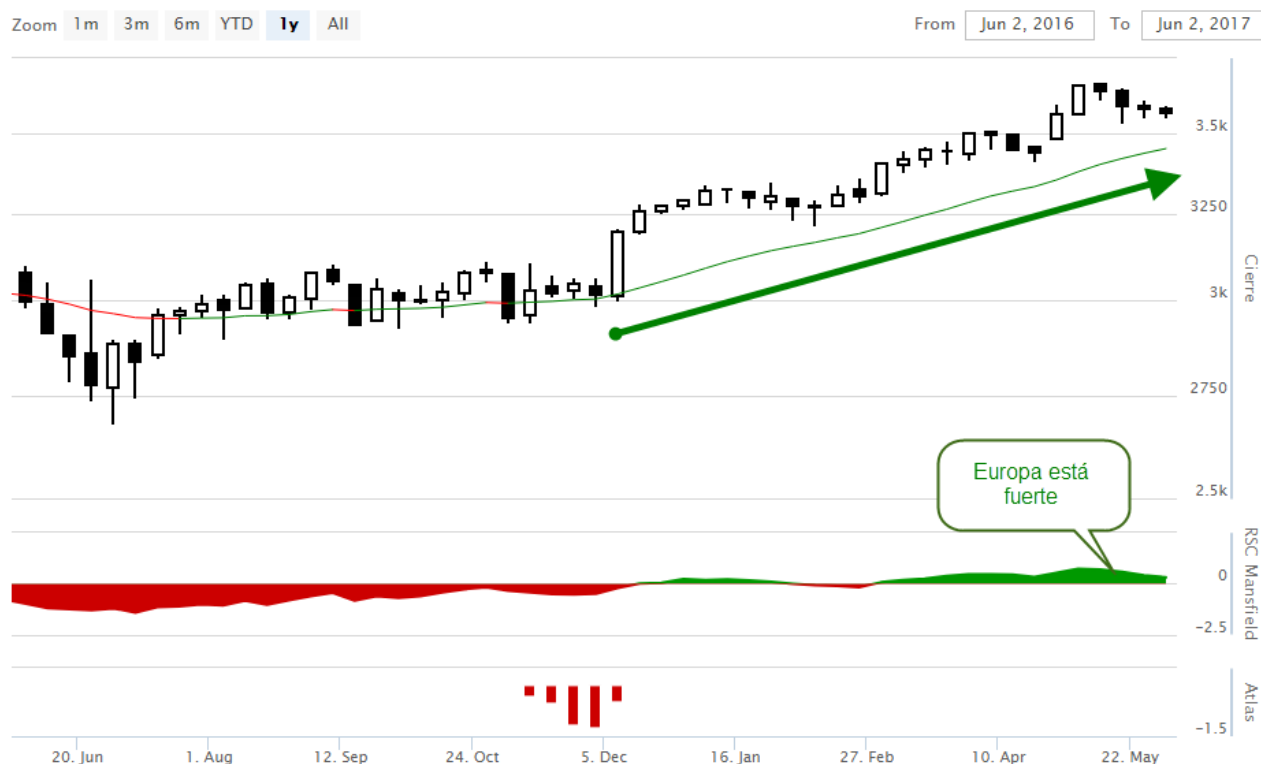 Zoom 1m 3m 6m YTD 1y All From Jun 2, 2016 To Jun 2, 2017
3.5k
3250
Cierre
3k
2750
2.5k
Europa está
fuerte
RSC Mansfield
0
−2.5
Atlas
−1.5
20. Jun 1. Aug 12. Sep 24. Oct 5. Dec 16. Jan 27. Feb 10. Apr 22. May